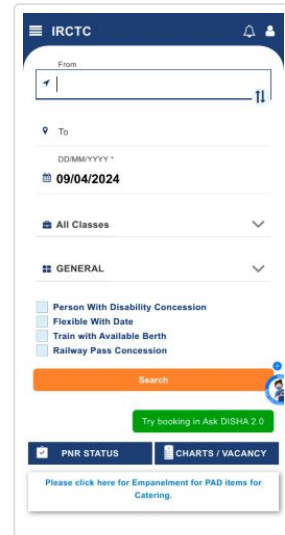 IRCTC
From
To
DD/MM/YYYY *
09/04/2024
All Classes
GENERAL
Person With Disability Concession
Flexible With Date
Train with Available Berth
Railway Pass Concession
Search
Try booking in Ask DISHA 2.0
PNR STATUS
CHARTS / VACANCY
Please click here for Empanelment for PAD items for
Catering.